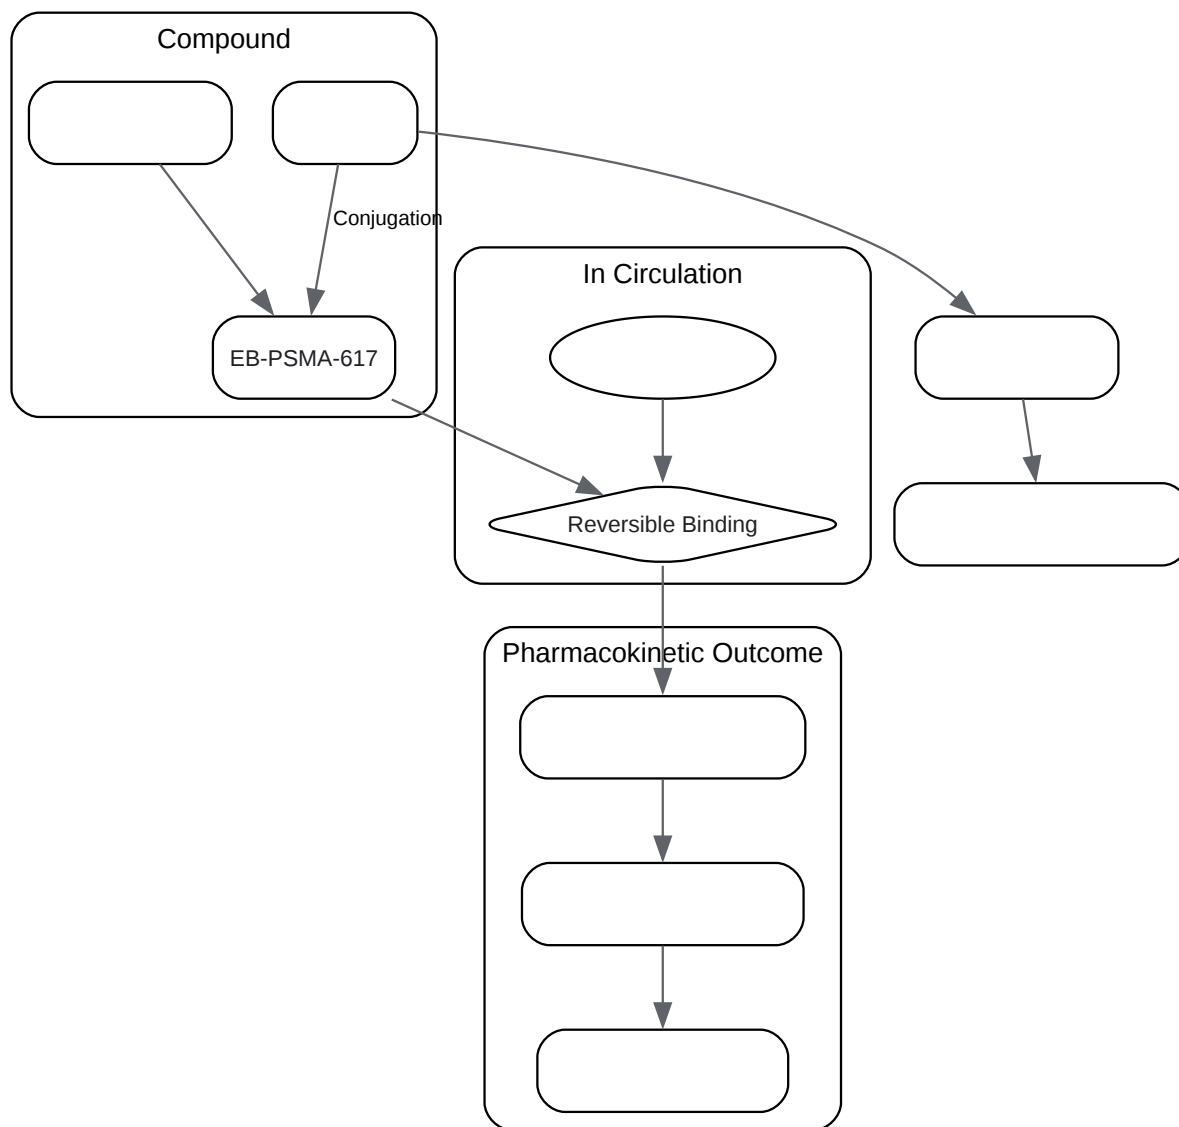 Compound
Conjugation
EB-PSMA-617
In Circulation
Reversible Binding
Pharmacokinetic Outcome